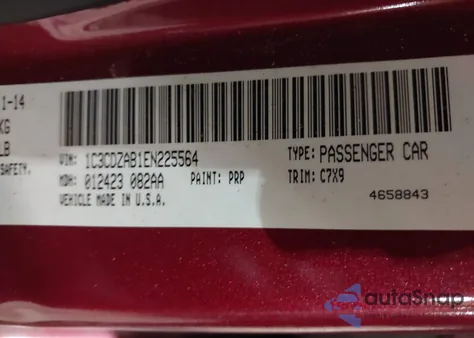 1-14
KG
LB
SAFETY.
VIN: 1C3CDZAB1EN225564
TYPE: PASSENGER CAR
MDH: 012423 082AA
PAINT: PRP
TRIM: C7X9
VEHICLE MADE IN U.S.A.
4658843
autoSnap